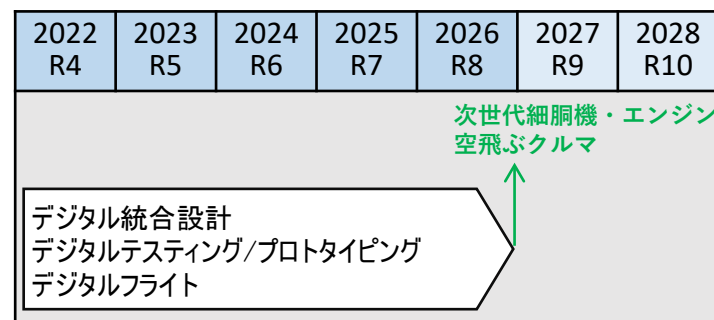 2022 2023 2024 2025 2026 2027 2028
R4 R5 R6 R7 R8 R9 R10
次世代細胴機・エンジン
空飛ぶクルマ
デジタル統合設計
デジタルテスティング/プロトタイピング
デジタルフライト